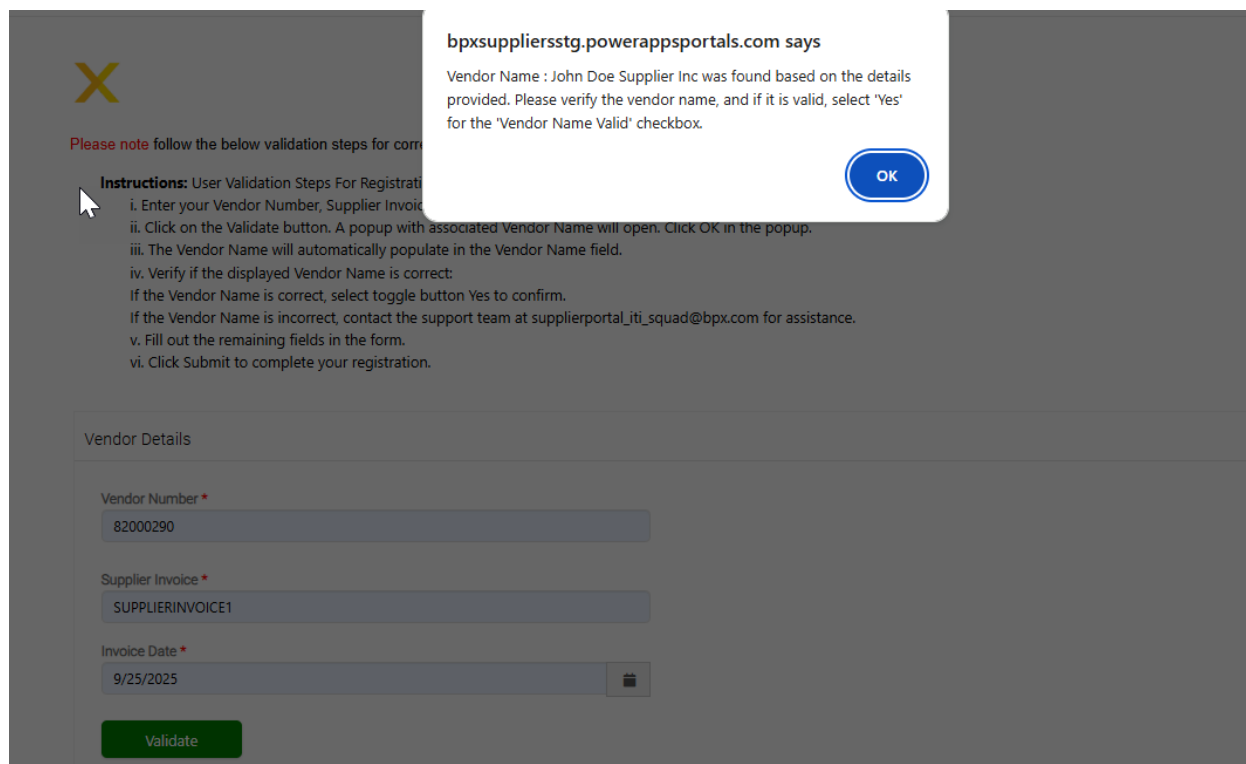 bpxsuppliersstg.powerappsportals.com says
Vendor Name : John Doe Supplier Inc was found based on the details
provided. Please verify the vendor name, and if it is valid, select 'Yes'
for the 'Vendor Name Valid' checkbox.
OK
X
Please note follow the below validation steps for
Instructions: User Validation Steps For
i. Enter your Vendor Number, Supplier
ii. Click on the Validate button. A popup with associated Vendor Name will open. Click OK in the popup.
iii. The Vendor Name will automatically populate in the Vendor Name field.
iv. Verify if the displayed Vendor Name is correct:
If the Vendor Name is correct, select toggle button Yes to confirm.
If the Vendor Name is incorrect, contact the support team at supplierportal_iti_squad@bpx.com for assistance.
v. Fill out the remaining fields in the form.
vi. Click Submit to complete your registration.
Vendor Details
Vendor Number *
82000290
Supplier Invoice *
SUPPLIERINVOICE1
Invoice Date *
9/25/2025
Validate